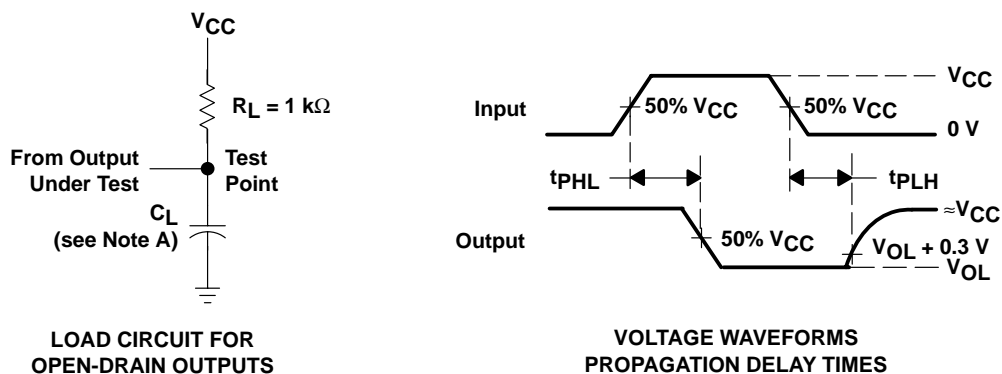 VCC
RL = 1 kΩ
From Output
Under Test
Test
Point
CL
(see Note A)
LOAD CIRCUIT FOR
OPEN-DRAIN OUTPUTS
Input
50% VCC
50% VCC
VCC
0 V
tPHL
tPLH
Output
50% VCC
≈VCC
VOL + 0.3 V
VOL
VOLTAGE WAVEFORMS
PROPAGATION DELAY TIMES